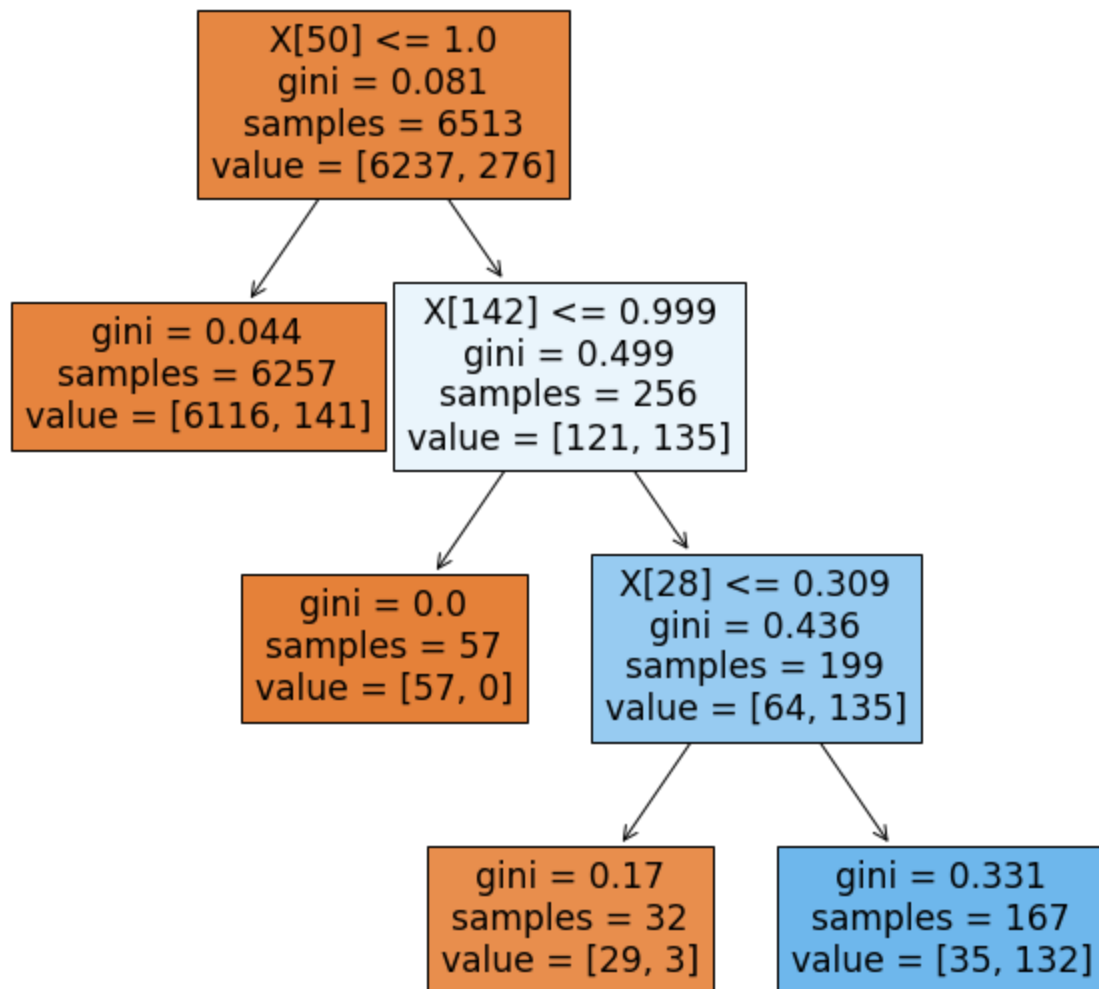 X[50] <= 1.0
gini = 0.081
samples = 6513
value = [6237, 276]
gini = 0.044
samples = 6257
value = [6116, 141]
X[142] <= 0.999
gini = 0.499
samples = 256
value = [121, 135]
gini = 0.0
samples = 57
value = [57, 0]
X[28] <= 0.309
gini = 0.436
samples = 199
value = [64, 135]
gini = 0.17
samples = 32
value = [29, 3]
gini = 0.331
samples = 167
value = [35, 132]